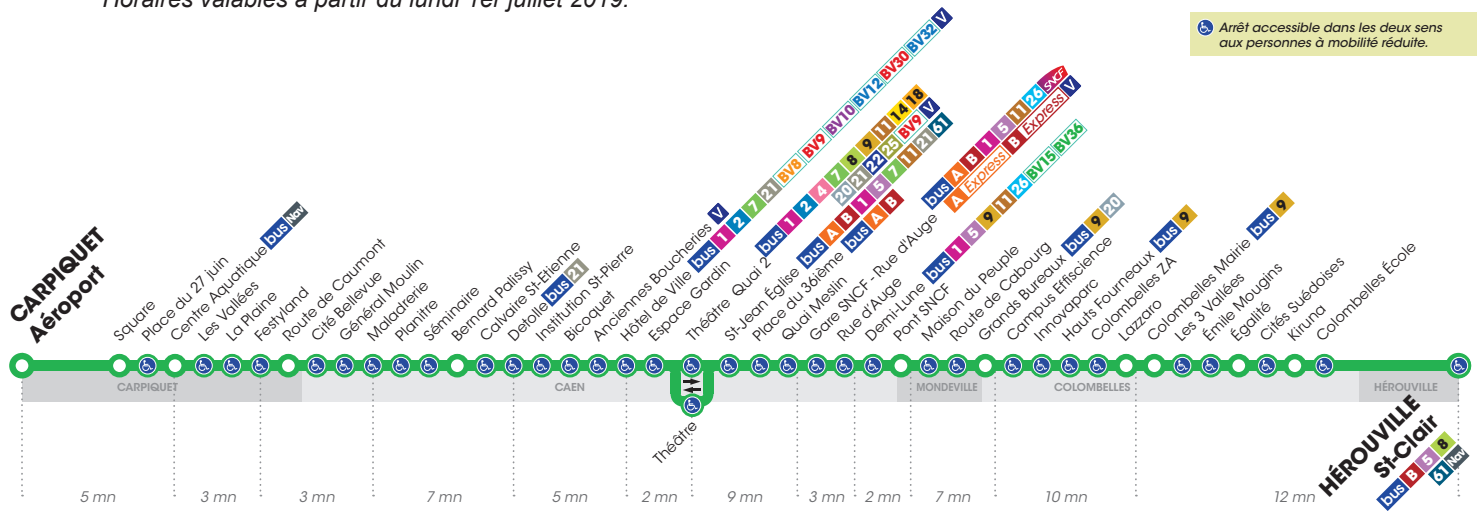 Horaires valables à partir du lundi 1er juillet 2019.
Arrêt accessible dans les deux sens
aux personnes à mobilité réduite.
CARPIQUET
Aéroport
Square
Place du 27 juin
Centre Aquatique bus Nav
Les Vallées
La Plaine
Festyland
Route de Caumont
Cité Bellevue
Général Moulin
Maladrerie
Planitre
Séminaire
Bernard Palissy
Calvaire St-Etienne
Detolle bus 21
Institution St-Pierre
Bicoquet
Anciennes Boucheries V
Hôtel de Ville bus 1 2 7 21 BV8 BV9 BV10 BV12 BV30 BV32 V
Espace Gardin
Théâtre Quai 2 bus 1 2 4 7 8 9 11 14 18
20 21 22 25 BV9 V
St-Jean Église bus A B 1 5 7 11 21 61
Place du 36ième bus A B
Quai Meslin
Gare SNCF - Rue d'Auge bus A B 1 5 11 26 SNCF
A Express B Express V
Rue d'Auge
Demi-Lune bus 1 5 9 11 26 BV15 BV36
Pont SNCF
Maison du Peuple
Route de Cabourg
Grands Bureaux bus 9 20
Campus Effiscience
Innovaparc
Hauts Fourneaux bus 9
Colombelles ZA
Lazzaro
Colombelles Mairie bus 9
Les 3 Vallées
Émile Mougins
Egalité
Cités Suédoises
Kiruna
Colombelles École
CARPIQUET
CAEN
MONDEVILLE
COLOMBELLES
HÉROUVILLE
Théâtre
HÉROUVILLE
St-Clair
bus B 5 8
61 Nav
5 mn
3 mn
3 mn
7 mn
5 mn
2 mn
9 mn
3 mn
2 mn
7 mn
10 mn
12 mn